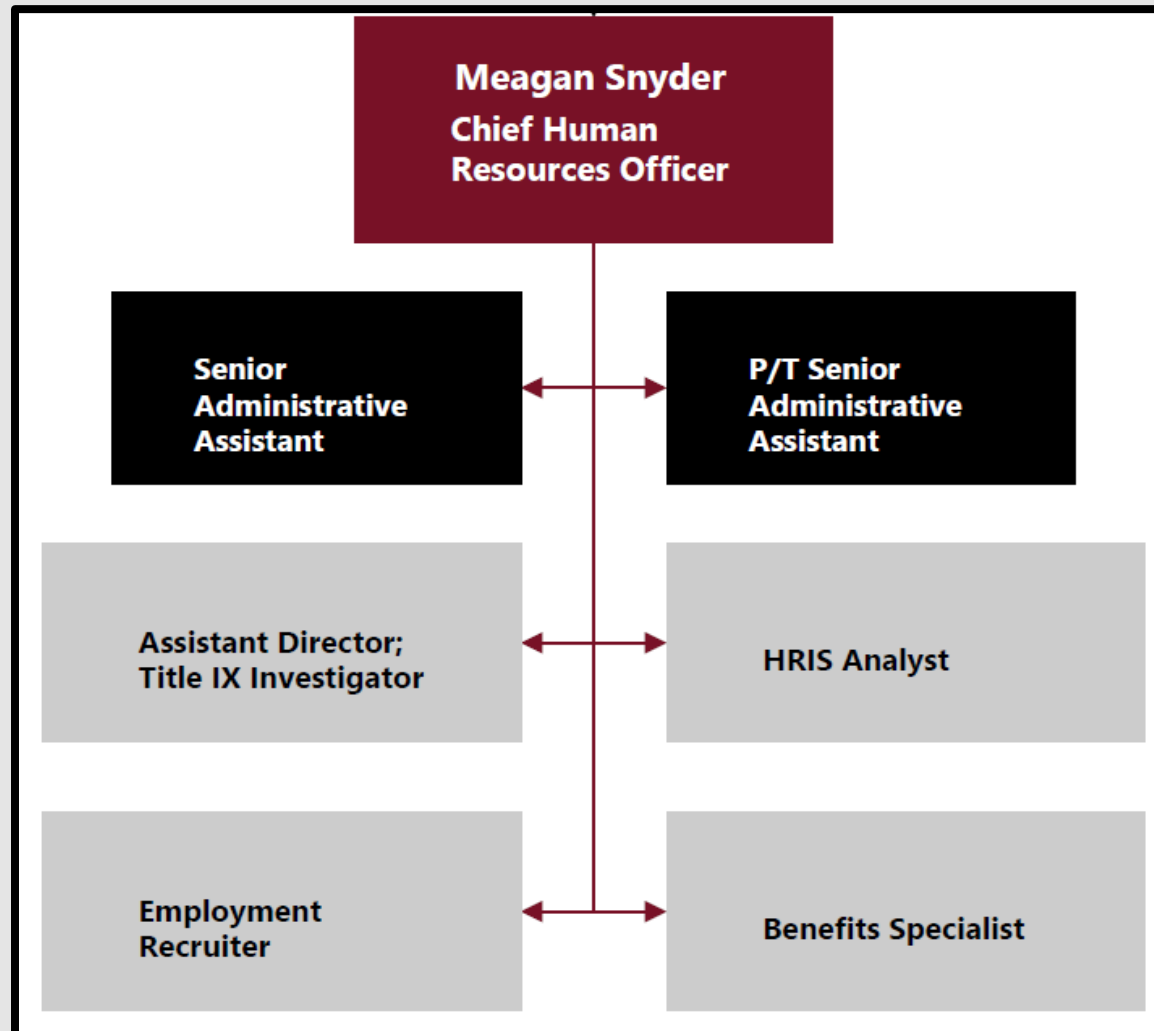 Meagan Snyder
Chief Human
Resources Officer
Senior
Administrative
Assistant
P/T Senior
Administrative
Assistant
Assistant Director;
Title IX Investigator
HRIS Analyst
Employment
Recruiter
Benefits Specialist